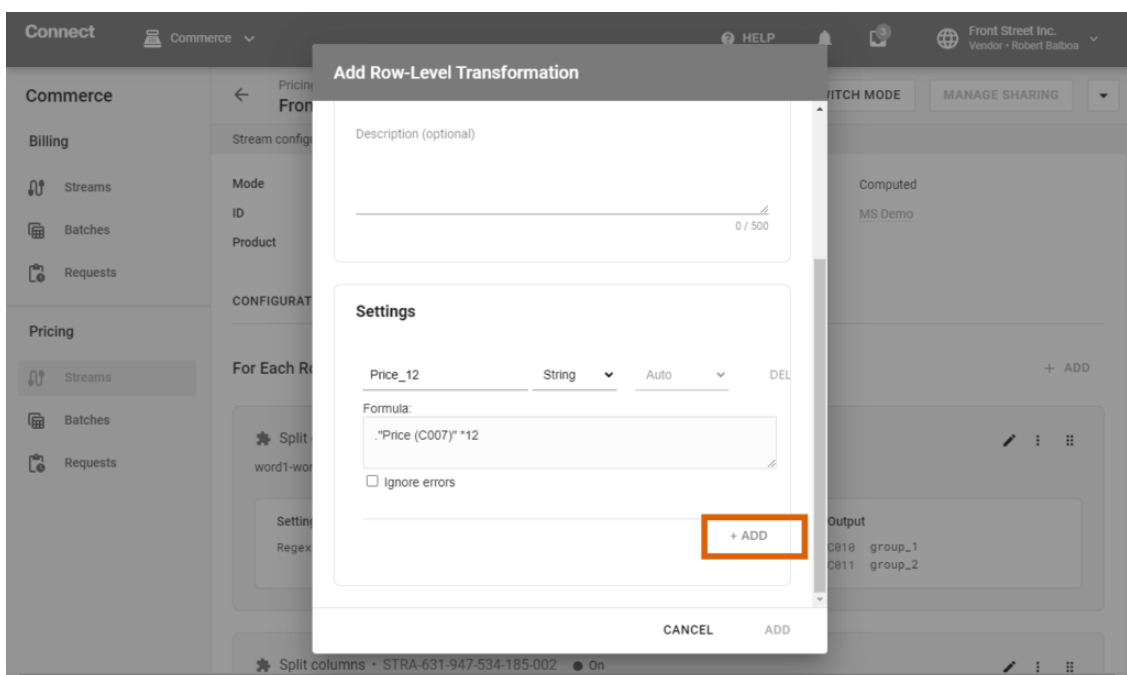 Connect
Commerce
HELP
3
Front Street Inc.
Vendor • Robert Balboa
Add Row-Level Transformation
Commerce
Pricing
Fron
ITCH MODE
MANAGE SHARING
Billing
Stream config
Description (optional)
Streams
Mode
Computed
ID
MS Demo
Batches
0 / 500
Product
Requests
CONFIGURAT
Settings
Pricing
For Each Ro
+ ADD
Streams
Price_12 String Auto DEL
Formula:
Batches
."Price (C007)" *12
Split
Requests
word1-wor
Ignore errors
Setting
Output
Regex
+ ADD
C010 group_1
C011 group_2
CANCEL ADD
Split columns • STRA-631-947-534-185-002 ● On